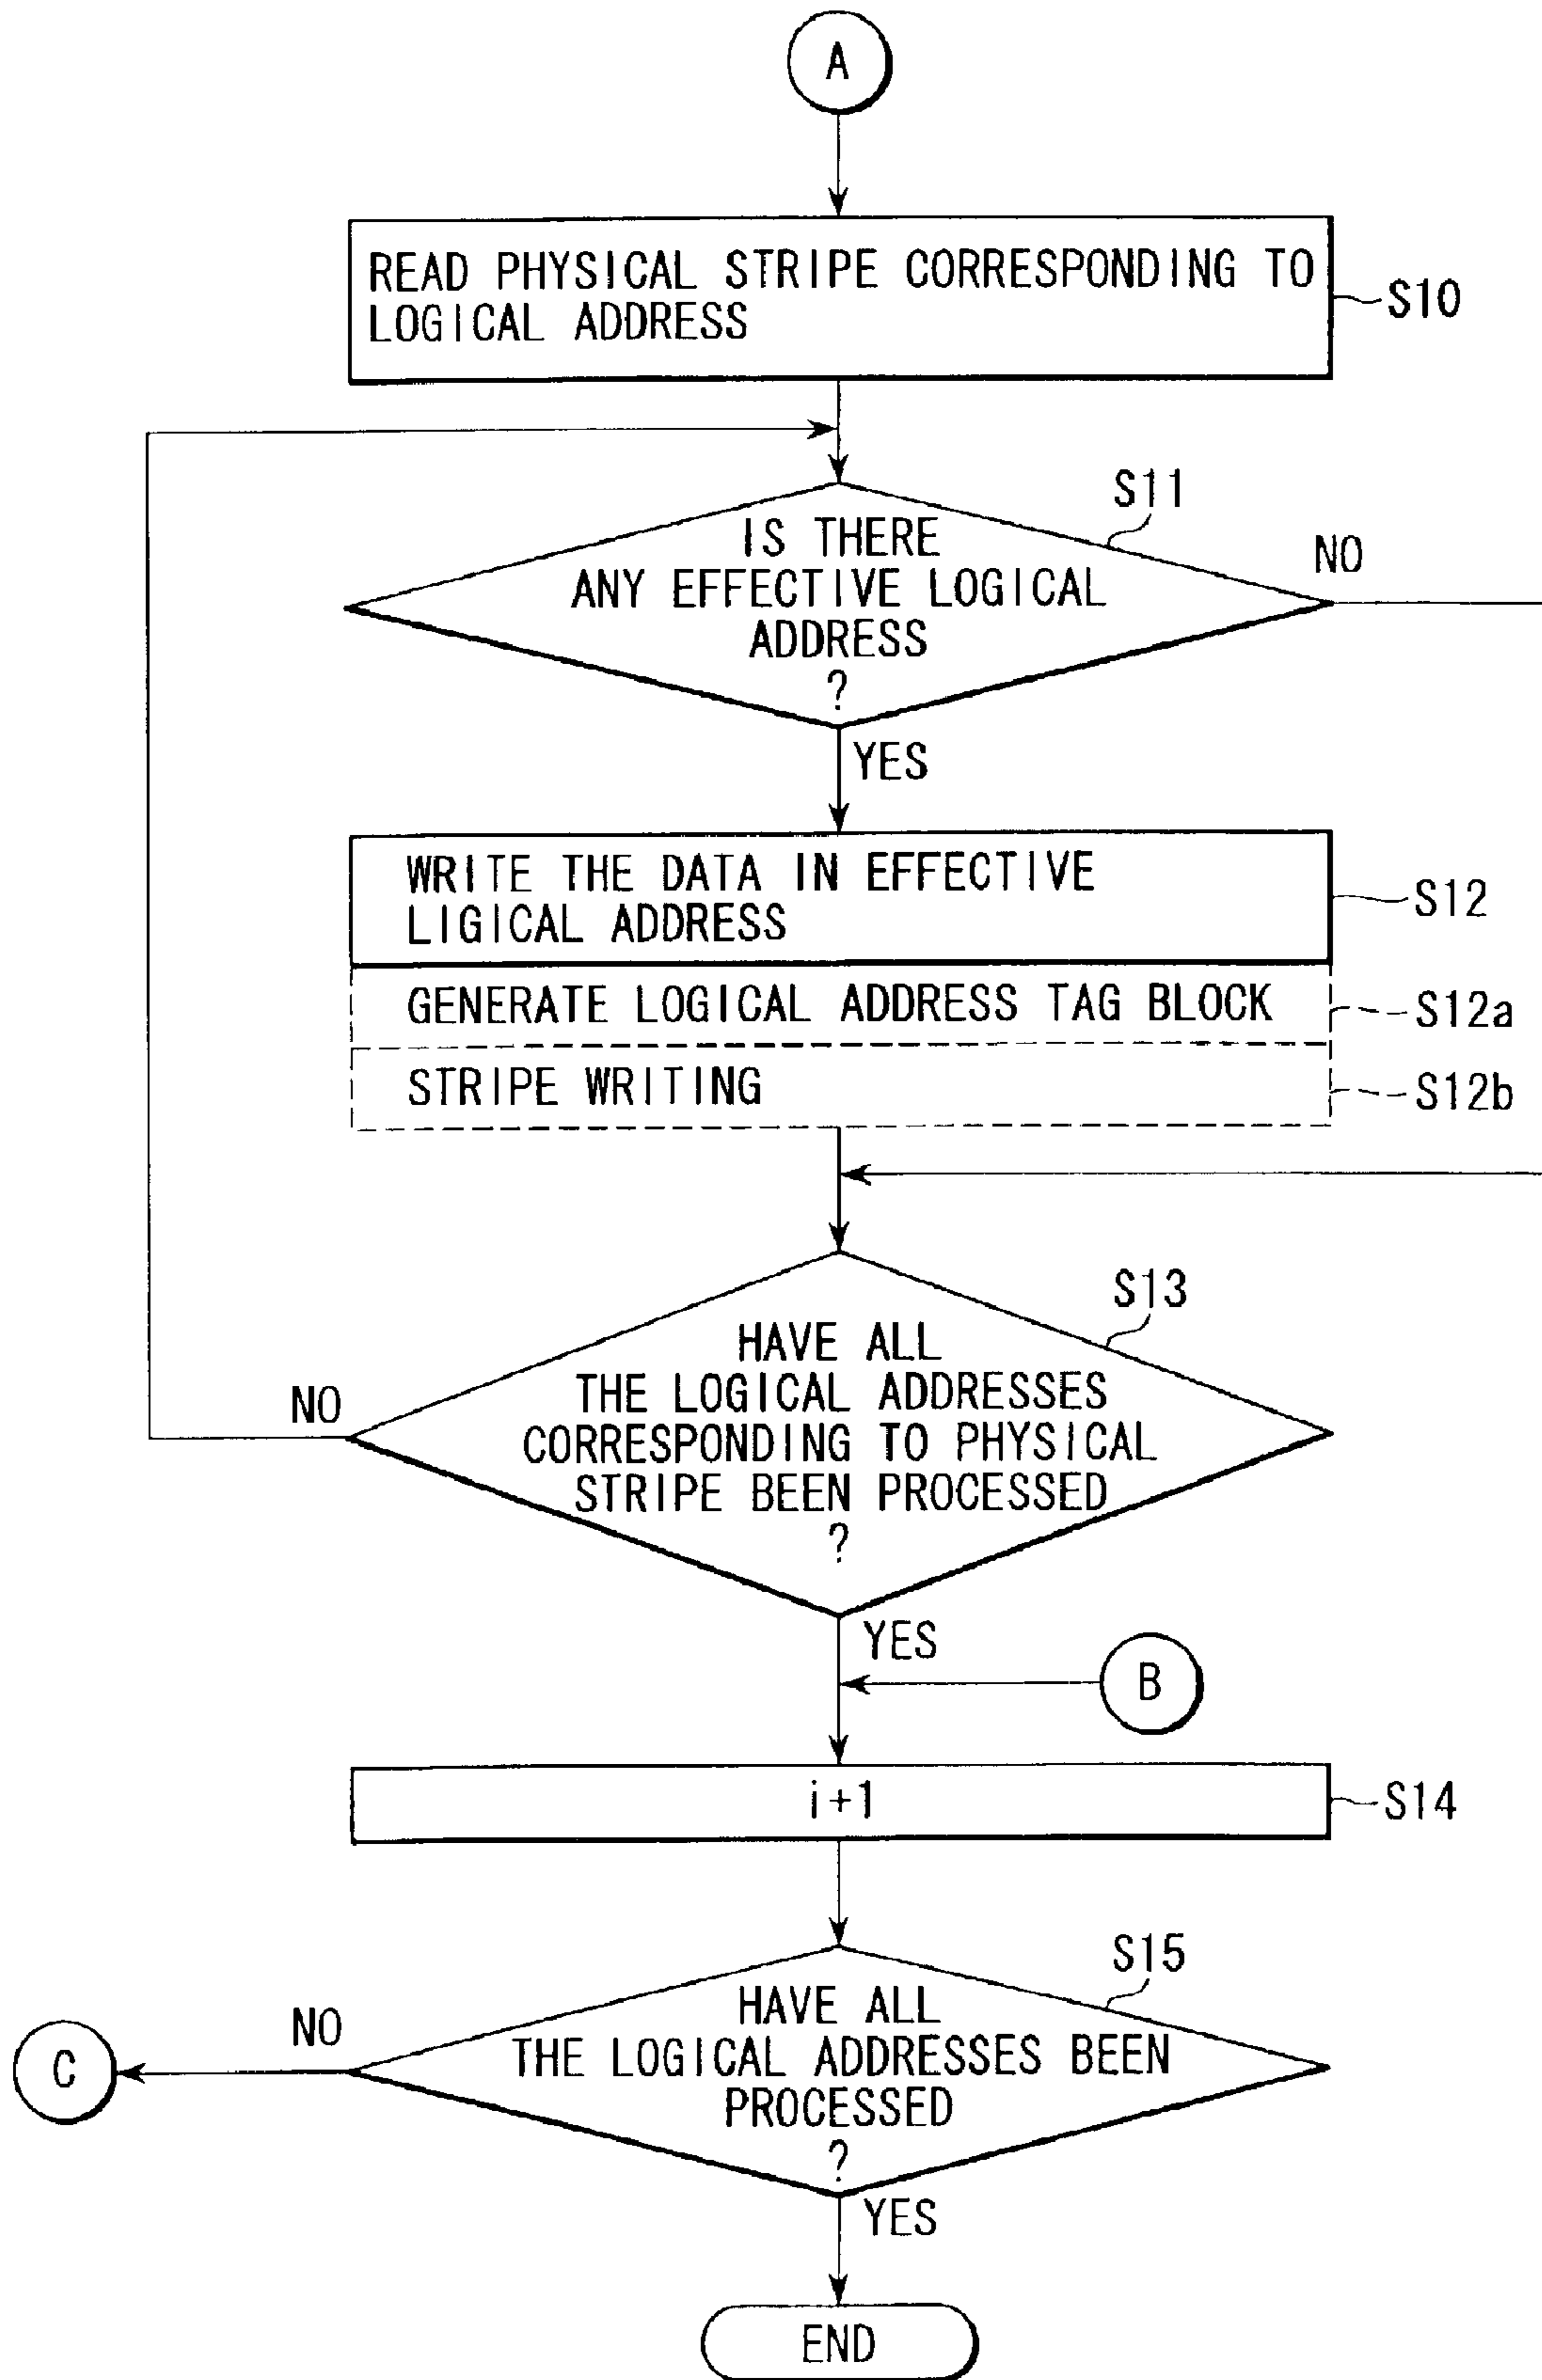 A
READ PHYSICAL STRIPE CORRESPONDING TO
LOGICAL ADDRESS
S10
S11
IS THERE
ANY EFFECTIVE LOGICAL
ADDRESS
?
NO
YES
WRITE THE DATA IN EFFECTIVE
LIGICAL ADDRESS
S12
GENERATE LOGICAL ADDRESS TAG BLOCK
S12a
STRIPE WRITING
S12b
S13
HAVE ALL
THE LOGICAL ADDRESSES
CORRESPONDING TO PHYSICAL
STRIPE BEEN PROCESSED
?
NO
YES
B
i+1
S14
S15
HAVE ALL
THE LOGICAL ADDRESSES BEEN
PROCESSED
?
NO
C
YES
END